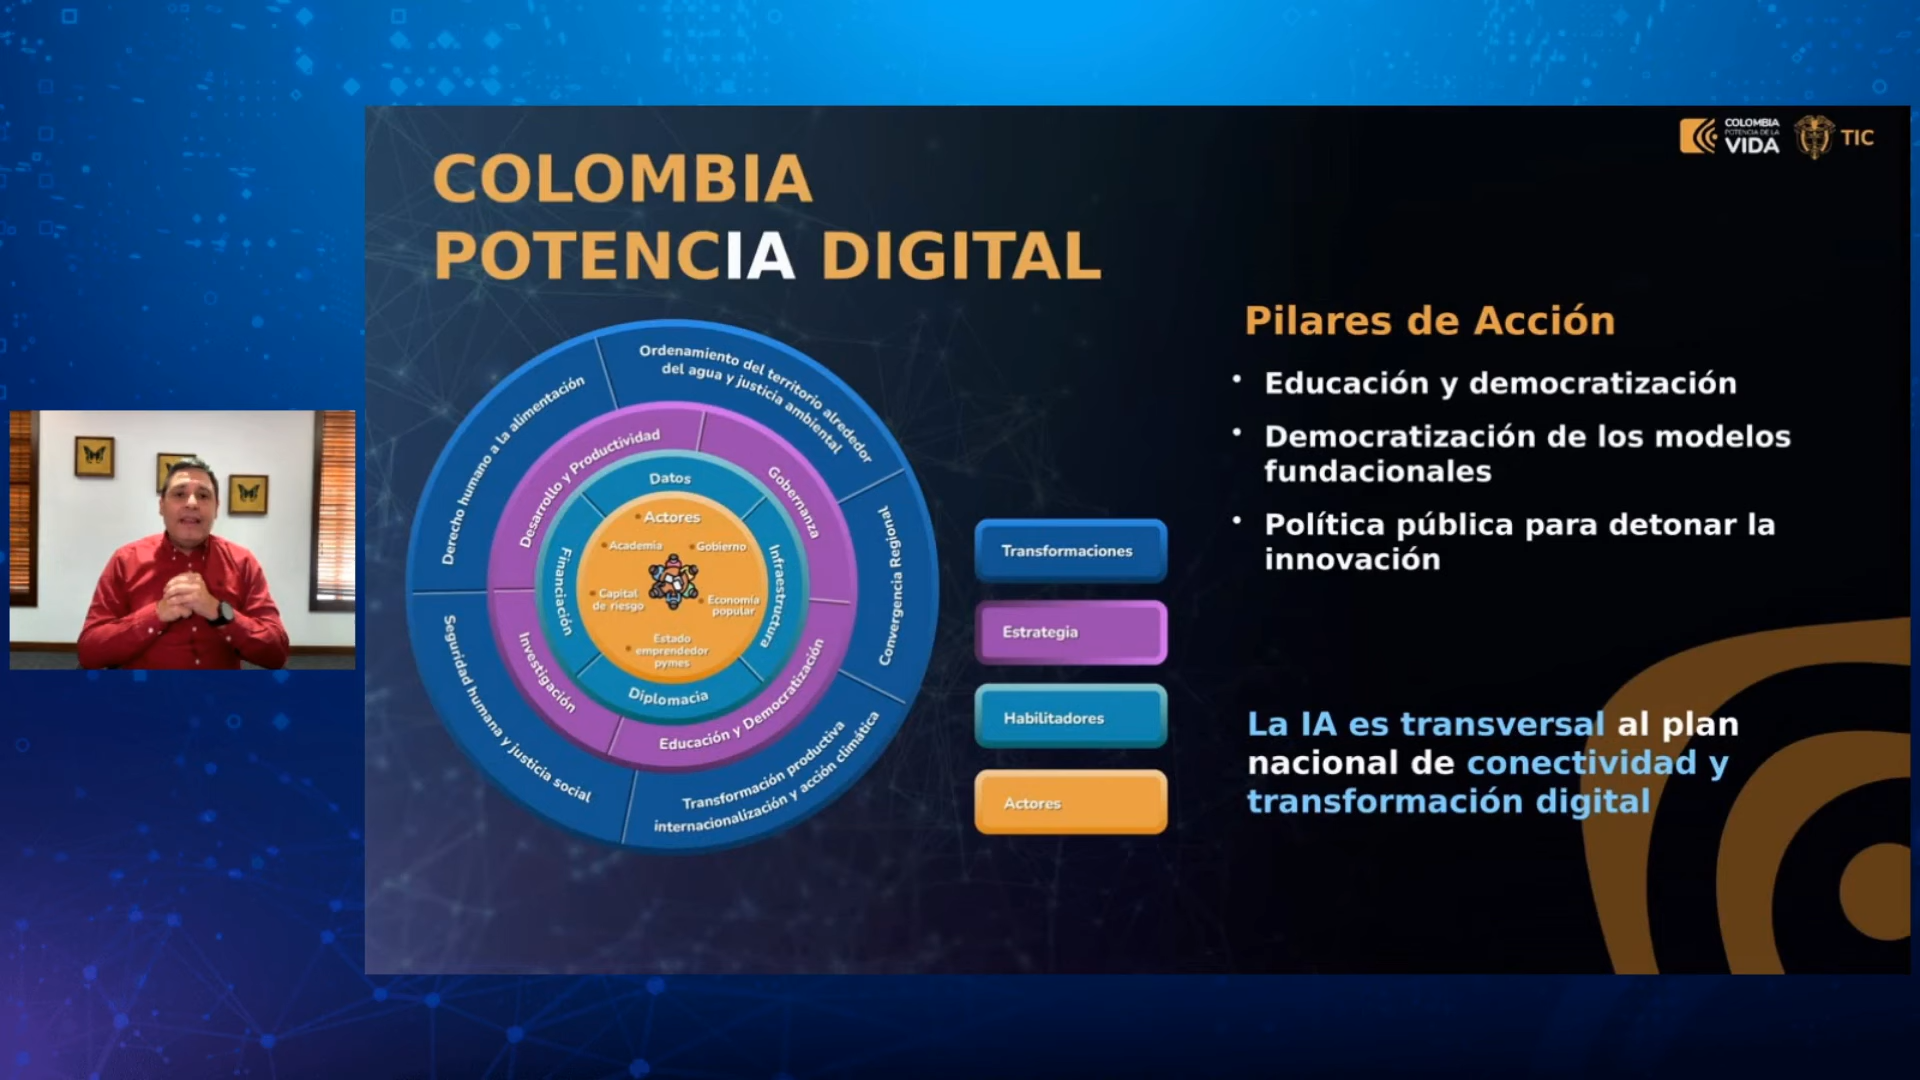 COLOMBIA
POTENCIA DE LA
VIDA
TIC
COLOMBIA
POTENCIA DIGITAL
Ordenamiento del territorio alrededor
del agua y justicia ambiental
Derecho humano a la alimentación
Convergencia Regional
Seguridad humana y justicia social
Transformación productiva
internacionalización y acción climática
Desarrollo y Productividad
Gobernanza
Investigación
Educación y Democratización
Datos
Financiación
Infraestructura
Diplomacia
• Actores
• Academia
• Gobierno
• Capital
de riesgo
• Economía
popular
Estado
• emprendedor
pymes
Transformaciones
Estrategia
Habilitadores
Actores
Pilares de Acción
• Educación y democratización
• Democratización de los modelos
fundacionales
• Política pública para detonar la
innovación
La IA es transversal al plan
nacional de conectividad y
transformación digital